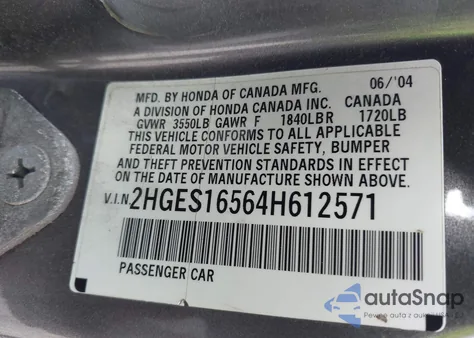 MFD. BY HONDA OF CANADA MFG. 06/'04
A DIVISION OF HONDA CANADA INC. CANADA
GVWR 3550LB GAWR F 1840LBR 1720LB
THIS VEHICLE CONFORMS TO ALL APPLICABLE
FEDERAL MOTOR VEHICLE SAFETY, BUMPER
AND THEFT PREVENTION STANDARDS IN EFFECT
ON THE DATE OF MANUFACTURE SHOWN ABOVE.
V.I.N.2HGES16564H612571
PASSENGER CAR
autoSnap